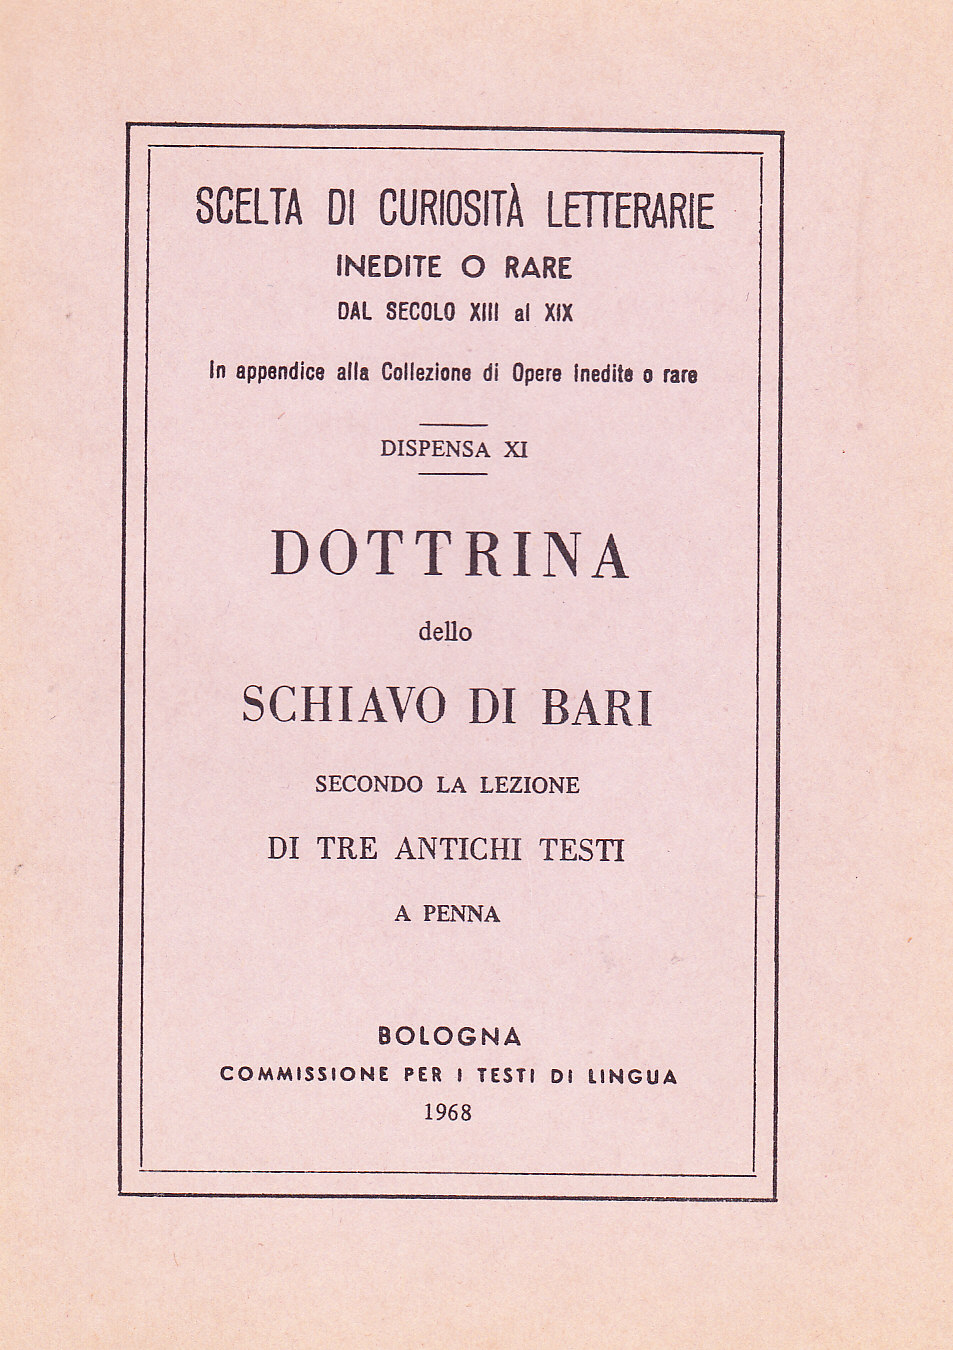 SCELTA DI CURIOSITÀ LETTERARIE
INEDITE O RARE
DAL SECOLO XIII al XIX
In appendice alla Collezione di Opere inedite o rare
DISPENSA XI
DOTTRINA
dello
SCHIAVO DI BARI
SECONDO LA LEZIONE
DI TRE ANTICHI TESTI
A PENNA
BOLOGNA
COMMISSIONE PER I TESTI DI LINGUA
1968